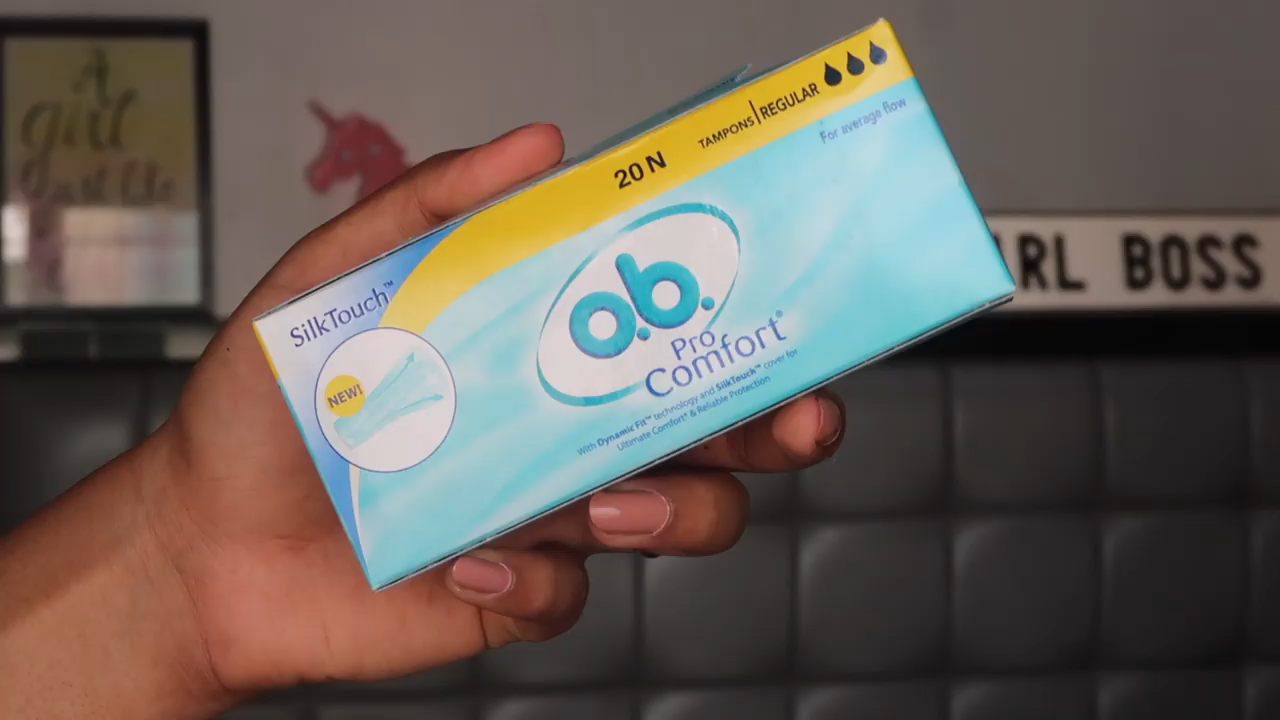 A
girl
TAMPONS | REGULAR
For average flow
20 N
SilkTouch™
NEW!
o.b.
Pro
Comfort®
With Dynamic Fit™ technology and SilkTouch™ cover for
Ultimate Comfort* & Reliable Protection
RL BOSS